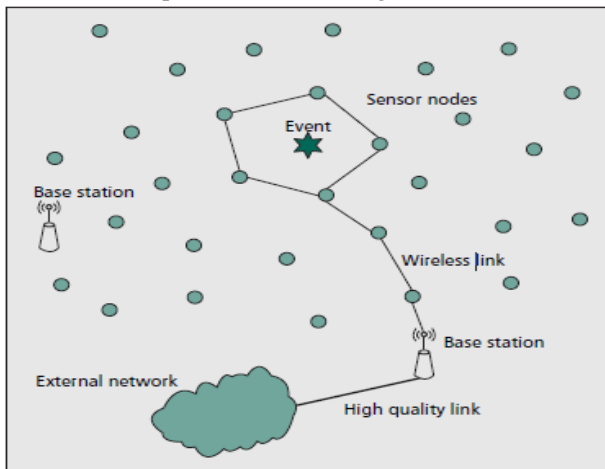 Sensor nodes
Event
Base station
Wireless link
Base station
External network
High quality link